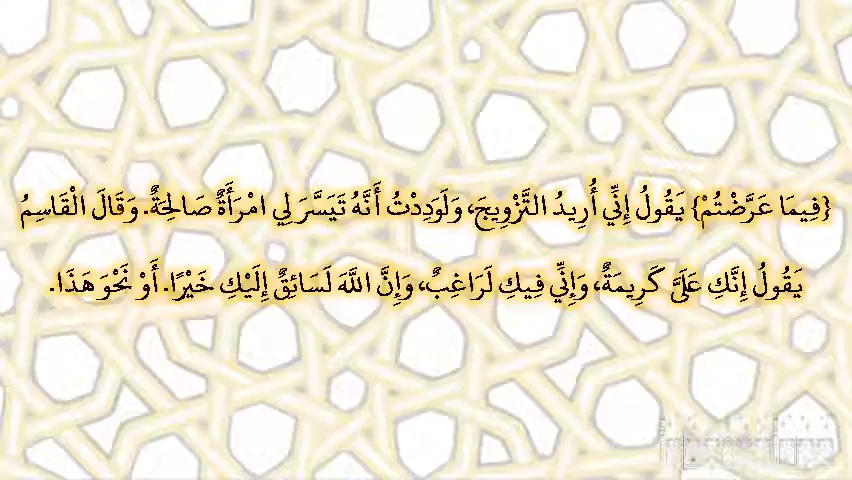 {فِيمَا عَرَّضْتُمْ} يَقُولُ إِنِّي أُرِيدُ التَّزْوِيجَ، وَلَوَدِدْتُ أَنَّهُ تَيَسَّرَ لِي امْرَأَةٌ صَالِحَةٌ. وَقَالَ الْقَاسِمُ
يَقُولُ إِنَّكِ عَلَىَّ كَرِيمَةٌ، وَإِنِّي فِيكِ لَرَاغِبٌ، وَإِنَّ اللَّهَ لَسَائِقٌ إِلَيْكِ خَيْرًا. أَوْ نَحْوَ هَذَا.